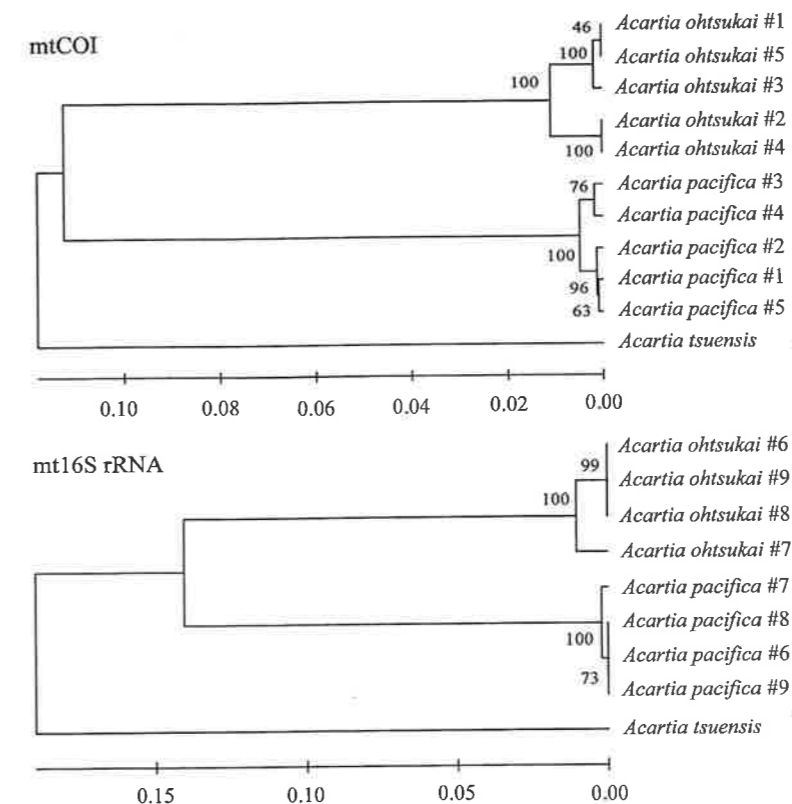 mtCOI
46
Acartia ohtsukai #1
100
Acartia ohtsukai #5
100
Acartia ohtsukai #3
Acartia ohtsukai #2
100
Acartia ohtsukai #4
76
Acartia pacifica #3
Acartia pacifica #4
100
Acartia pacifica #2
96
Acartia pacifica #1
63
Acartia pacifica #5
Acartia tsuensis
0.10 0.08 0.06 0.04 0.02 0.00
mt16S rRNA
Acartia ohtsukai #6
99
Acartia ohtsukai #9
100
Acartia ohtsukai #8
Acartia ohtsukai #7
Acartia pacifica #7
Acartia pacifica #8
100
Acartia pacifica #6
73
Acartia pacifica #9
Acartia tsuensis
0.15 0.10 0.05 0.00